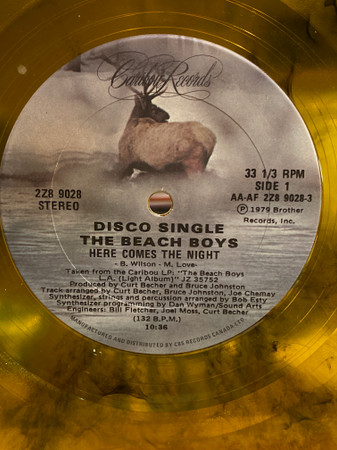 Caribou Records
2Z8 9028
STEREO
33 1/3 RPM
SIDE 1
AA-AF 2Z8 9028-3
Ⓟ 1979 Brother
Records, Inc.
DISCO SINGLE
THE BEACH BOYS
HERE COMES THE NIGHT
- B. Wilson - M. Love-
Taken from the Caribou LP: "The Beach Boys
L.A. (Light Album)" JZ 35752
Produced by Curt Becher and Bruce Johnston
Track arranged by Curt Becher, Bruce Johnston, Joe Chemay
Synthesizer, strings and percussion arranged by Bob Esty
Synthesizer programming by Dan Wyman/Sound Arts
Engineers: Bill Fletcher, Joel Moss, Curt Becher
(132 B.P.M.)
10:36
MANUFACTURED AND DISTRIBUTED BY CBS RECORDS CANADA LTD